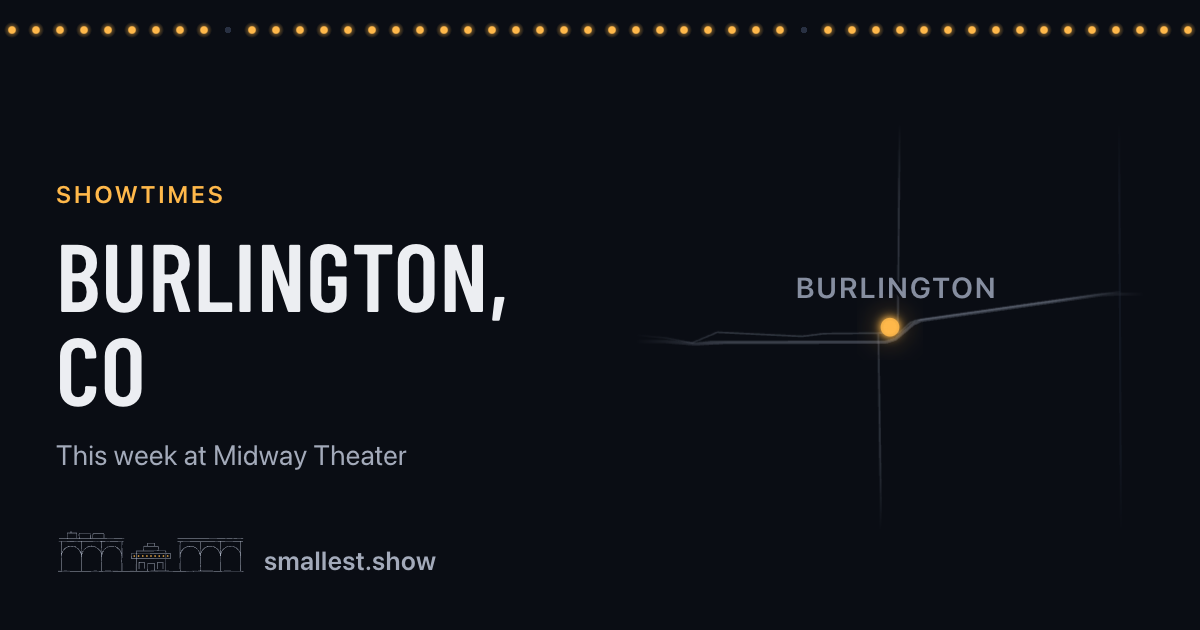 SHOWTIMES
BURLINGTON,
CO
This week at Midway Theater
smallest.show
BURLINGTON